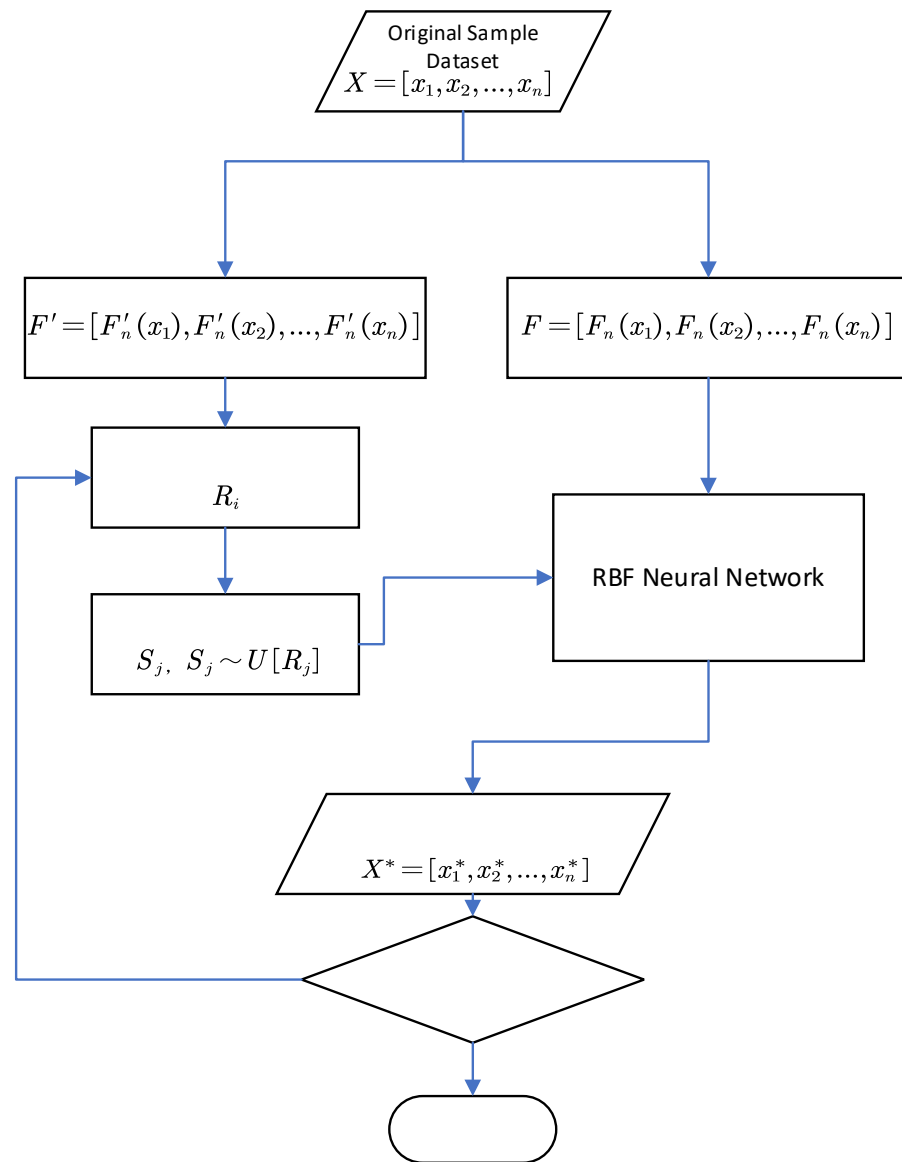 Original Sample
Dataset
X = [x₁, x₂, ..., xₙ]
F′ = [F′ₙ(x₁), F′ₙ(x₂), ..., F′ₙ(xₙ)]
F = [Fₙ(x₁), Fₙ(x₂), ..., Fₙ(xₙ)]
Rᵢ
RBF Neural Network
Sⱼ, Sⱼ ~ U[Rⱼ]
X* = [x₁*, x₂*, ..., xₙ*]